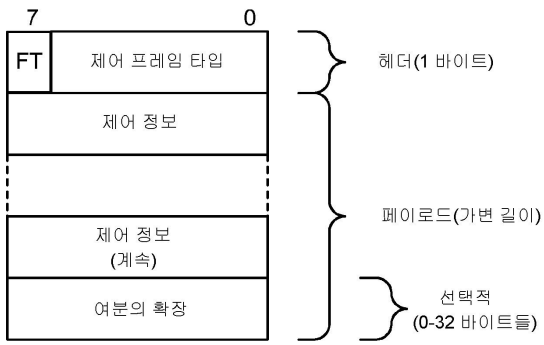 7 0
FT 제어 프레임 타입 헤더(1 바이트)
제어 정보
페이로드(가변 길이)
제어 정보
(계속)
여분의 확장
선택적
(0-32 바이트들)